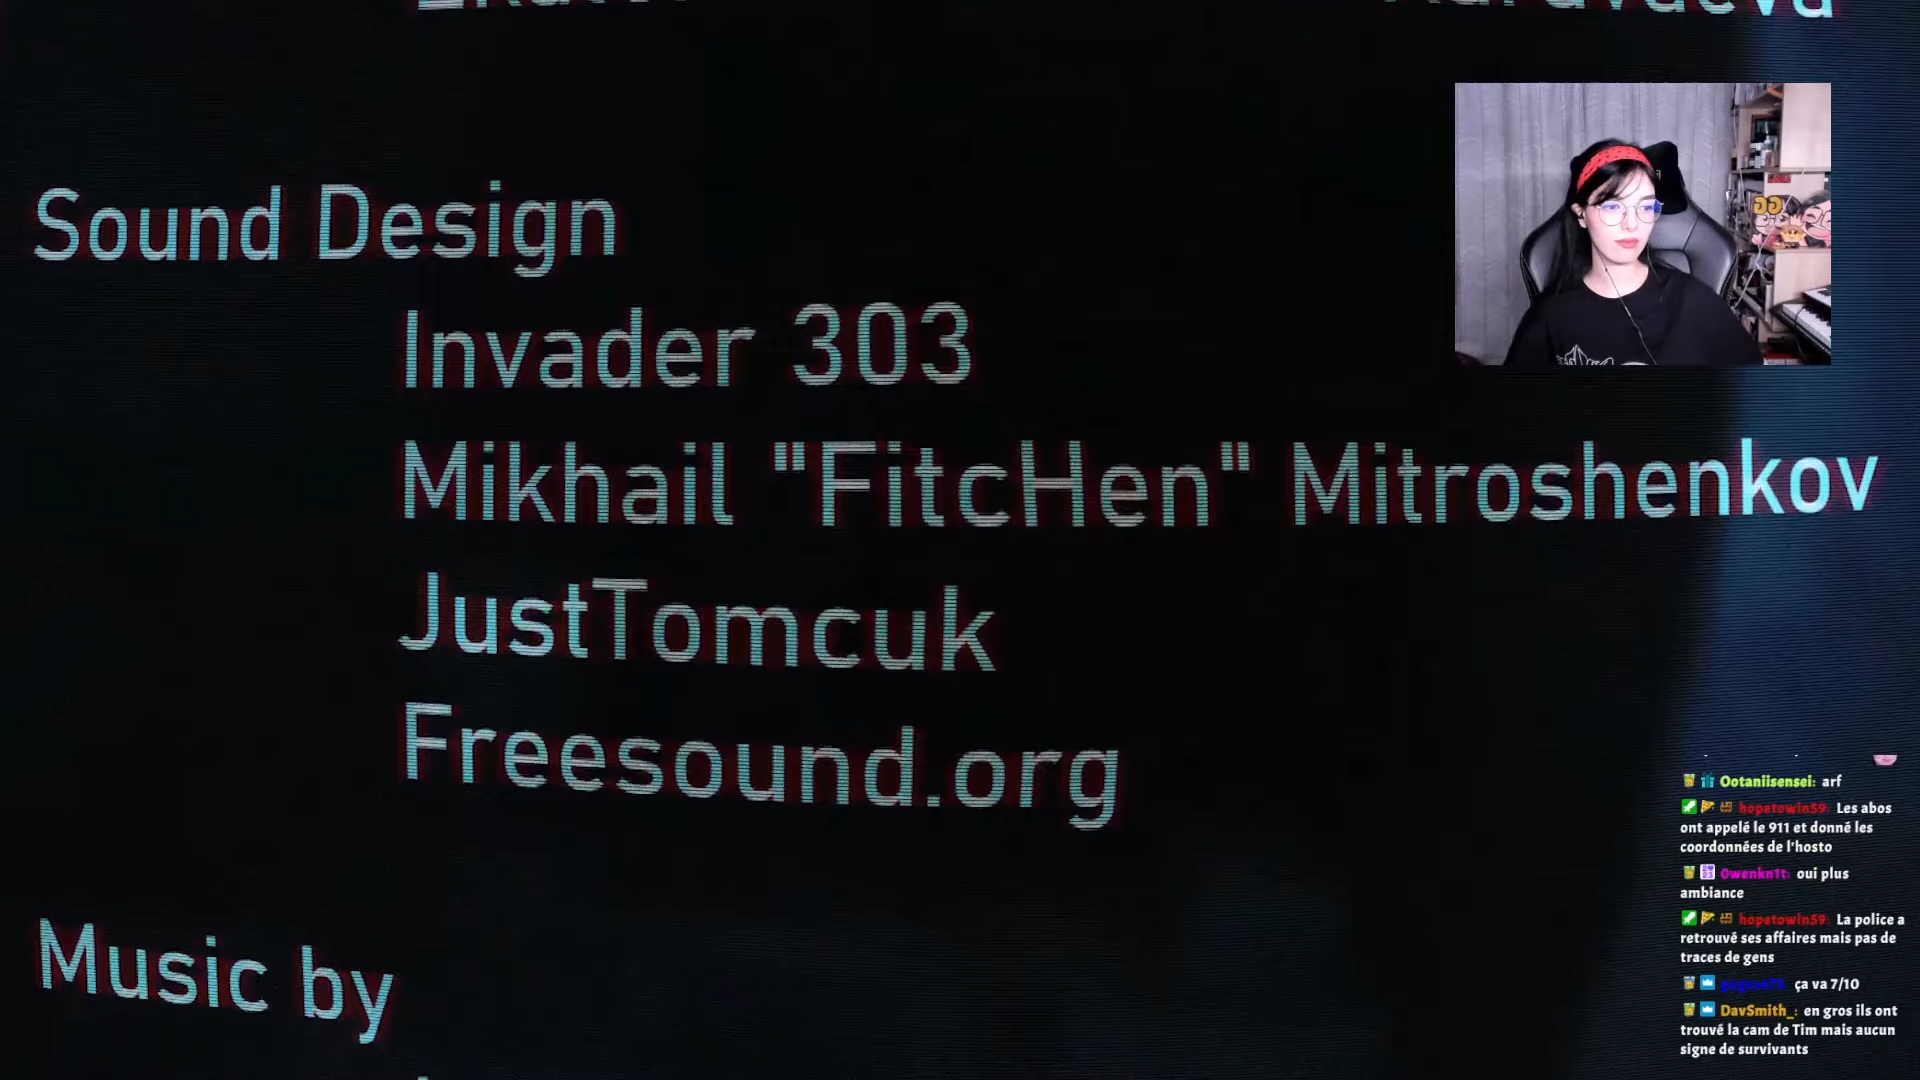 Sound Design
Invader 303
Mikhail "FitcHen" Mitroshenkov
JustTomcuk
Freesound.org
Music by
Ootaniisensei: arf
hopetowin59: Les abos
ont appelé le 911 et donné les
coordonnées de l'hosto
Owenkn1t: oui plus
ambiance
hopetowin59: La police a
retrouvé ses affaires mais pas de
traces de gens
ça va 7/10
DavSmith_: en gros ils ont
trouvé la cam de Tim mais aucun
signe de survivants